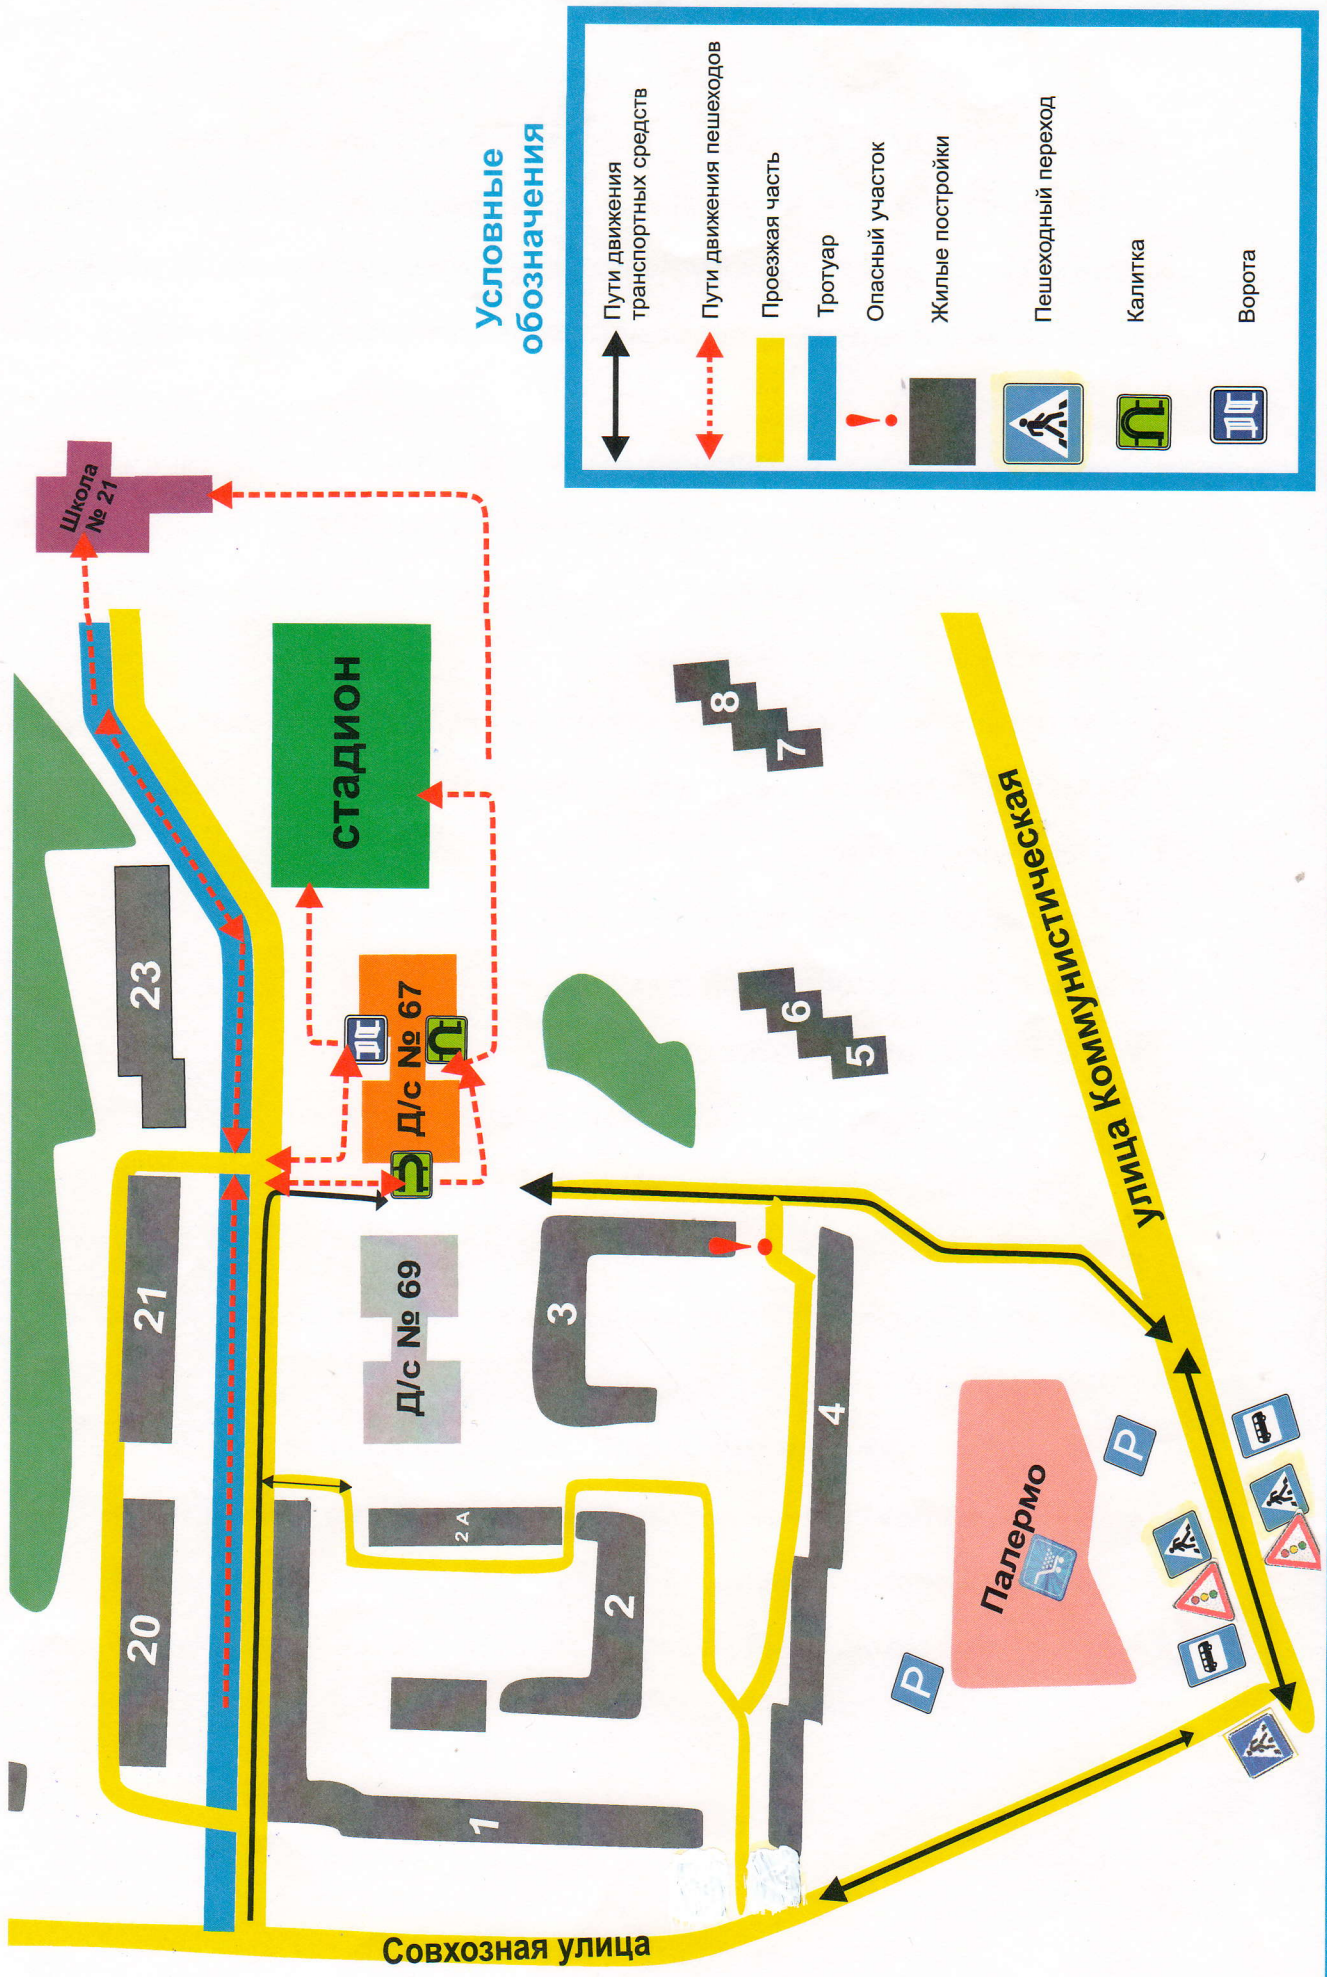 Условные
обозначения
Пути движения
транспортных средств
Пути движения пешеходов
Проезжая часть
Тротуар
Опасный участок
Жилые постройки
Пешеходный переход
Калитка
Ворота
Школа
№ 21
стадион
23
21
20
Д/с № 67
Д/с № 69
8
7
6
5
3
4
2 А
2
1
Палермо
P
P
улица Коммунистическая
Совхозная улица